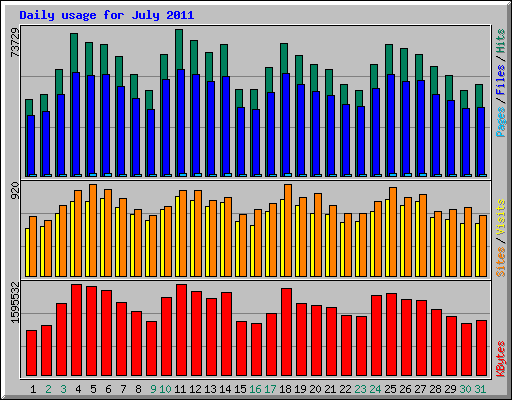 Daily usage for July 2011
73729
Pages / Files / Hits
920
Sites / Visits
1595532
KBytes
1 2 3 4 5 6 7 8 9 10 11 12 13 14 15 16 17 18 19 20 21 22 23 24 25 26 27 28 29 30 31